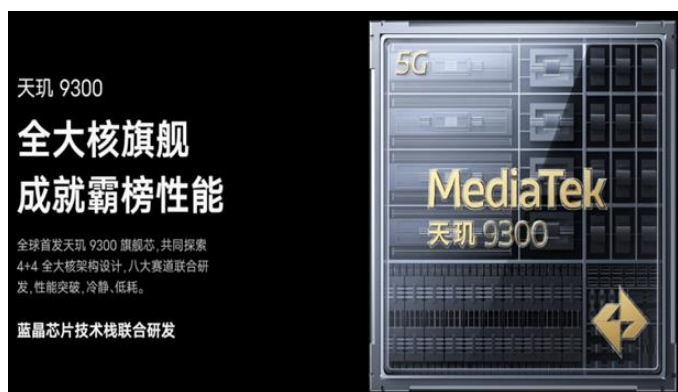 天玑 9300
全大核旗舰
成就霸榜性能
全球首发天玑 9300 旗舰芯,共同探索
4+4 全大核架构设计,八大赛道联合研
发,性能突破,冷静、低耗。
蓝晶芯片技术栈联合研发
5G
MediaTek
天玑 9300